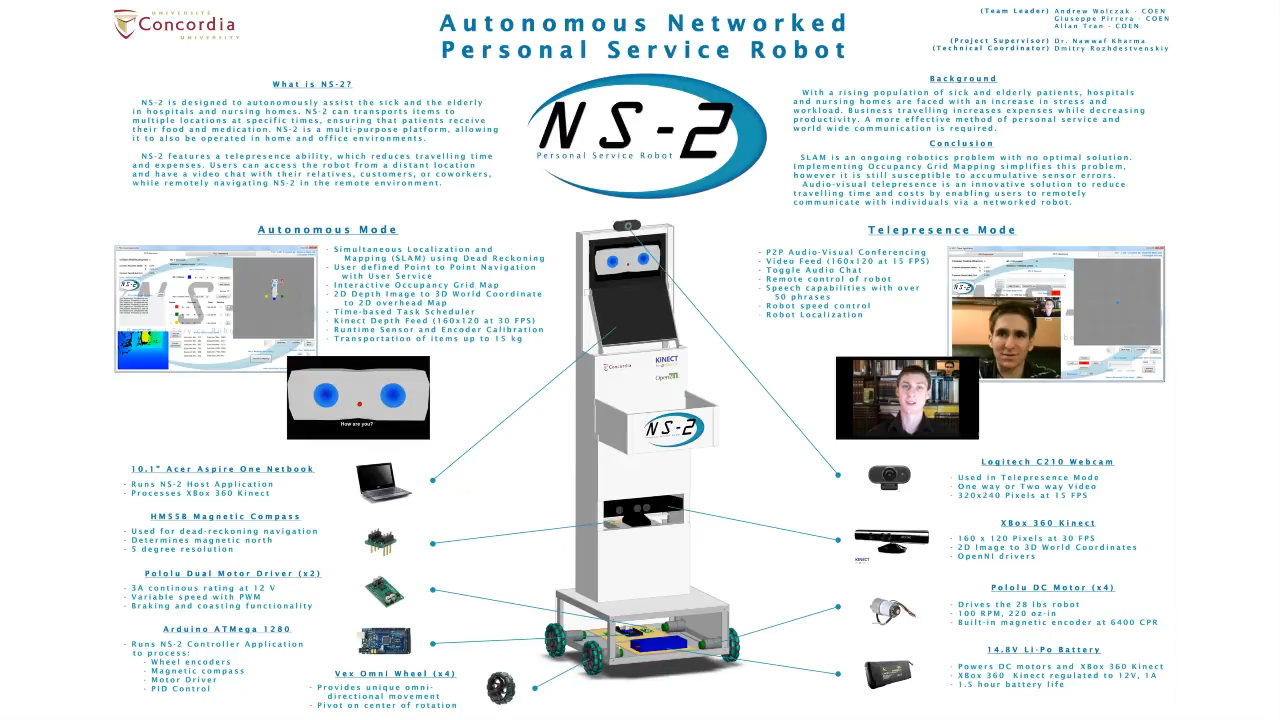 UNIVERSITÉ
Concordia
UNIVERSITY
Autonomous Networked
Personal Service Robot
(Team Leader) Andrew Wolczak - COEN
Giuseppe Pirrera - COEN
Allan Tran - COEN
(Project Supervisor) Dr. Nawwaf Kharma
(Technical Coordinator) Dmitry Rozhdestvenskiy
What is NS-2?
NS-2 is designed to autonomously assist the sick and the elderly
in hospitals and nursing homes. NS-2 can transports items to
multiple locations at specific times, ensuring that patients receive
their food and medication. NS-2 is a multi-purpose platform, allowing
it to also be operated in home and office environments.
NS-2 features a telepresence ability, which reduces travelling time
and expenses. Users can access the robot from a distant location
and have a video chat with their relatives, customers, or coworkers,
while remotely navigating NS-2 in the remote environment.
NS-2
Personal Service Robot
Background
With a rising population of sick and elderly patients, hospitals
and nursing homes are faced with an increase in stress and
workload. Business travelling increases expenses while decreasing
productivity. A more effective method of personal service and
world wide communication is required.
Conclusion
SLAM is an ongoing robotics problem with no optimal solution.
Implementing Occupancy Grid Mapping simplifies this problem,
however it is still susceptible to accumulative sensor errors.
Audio-visual telepresence is an innovative solution to reduce
travelling time and costs by enabling users to remotely
communicate with individuals via a networked robot.
Autonomous Mode
- Simultaneous Localization and
Mapping (SLAM) using Dead Reckoning
- User defined Point to Point Navigation
with User Service
- Interactive Occupancy Grid Map
- 2D Depth Image to 3D World Coordinate
to 2D overhead Map
- Time-based Task Scheduler
- Kinect Depth Feed (160x120 at 30 FPS)
- Runtime Sensor and Encoder Calibration
- Transportation of items up to 15 kg
How are you?
Telepresence Mode
- P2P Audio-Visual Conferencing
- Video Feed (160x120 at 15 FPS)
- Toggle Audio Chat
- Remote control of robot
- Speech capabilities with over
50 phrases
- Robot speed control
- Robot Localization
Concordia
KINECT
OpenNI
NS-2
10.1" Acer Aspire One Netbook
- Runs NS-2 Host Application
- Processes XBox 360 Kinect
HM55B Magnetic Compass
- Used for dead-reckoning navigation
- Determines magnetic north
- 5 degree resolution
Pololu Dual Motor Driver (x2)
- 3A continous rating at 12 V
- Variable speed with PWM
- Braking and coasting functionality
Arduino ATMega 1280
- Runs NS-2 Controller Application
to process:
- Wheel encoders
- Magnetic compass
- Motor Driver
- PID Control
Vex Omni Wheel (x4)
- Provides unique omni-
directional movement
- Pivot on center of rotation
Logitech C210 Webcam
- Used in Telepresence Mode
- One way or Two way Video
- 320x240 Pixels at 15 FPS
XBox 360 Kinect
- 160 x 120 Pixels at 30 FPS
- 2D Image to 3D World Coordinates
- OpenNI drivers
KINECT
Pololu DC Motor (x4)
- Drives the 28 lbs robot
- 100 RPM, 220 oz-in
- Built-in magnetic encoder at 6400 CPR
14.8V Li-Po Battery
- Powers DC motors and XBox 360 Kinect
- XBox 360 Kinect regulated to 12V, 1A
- 1.5 hour battery life